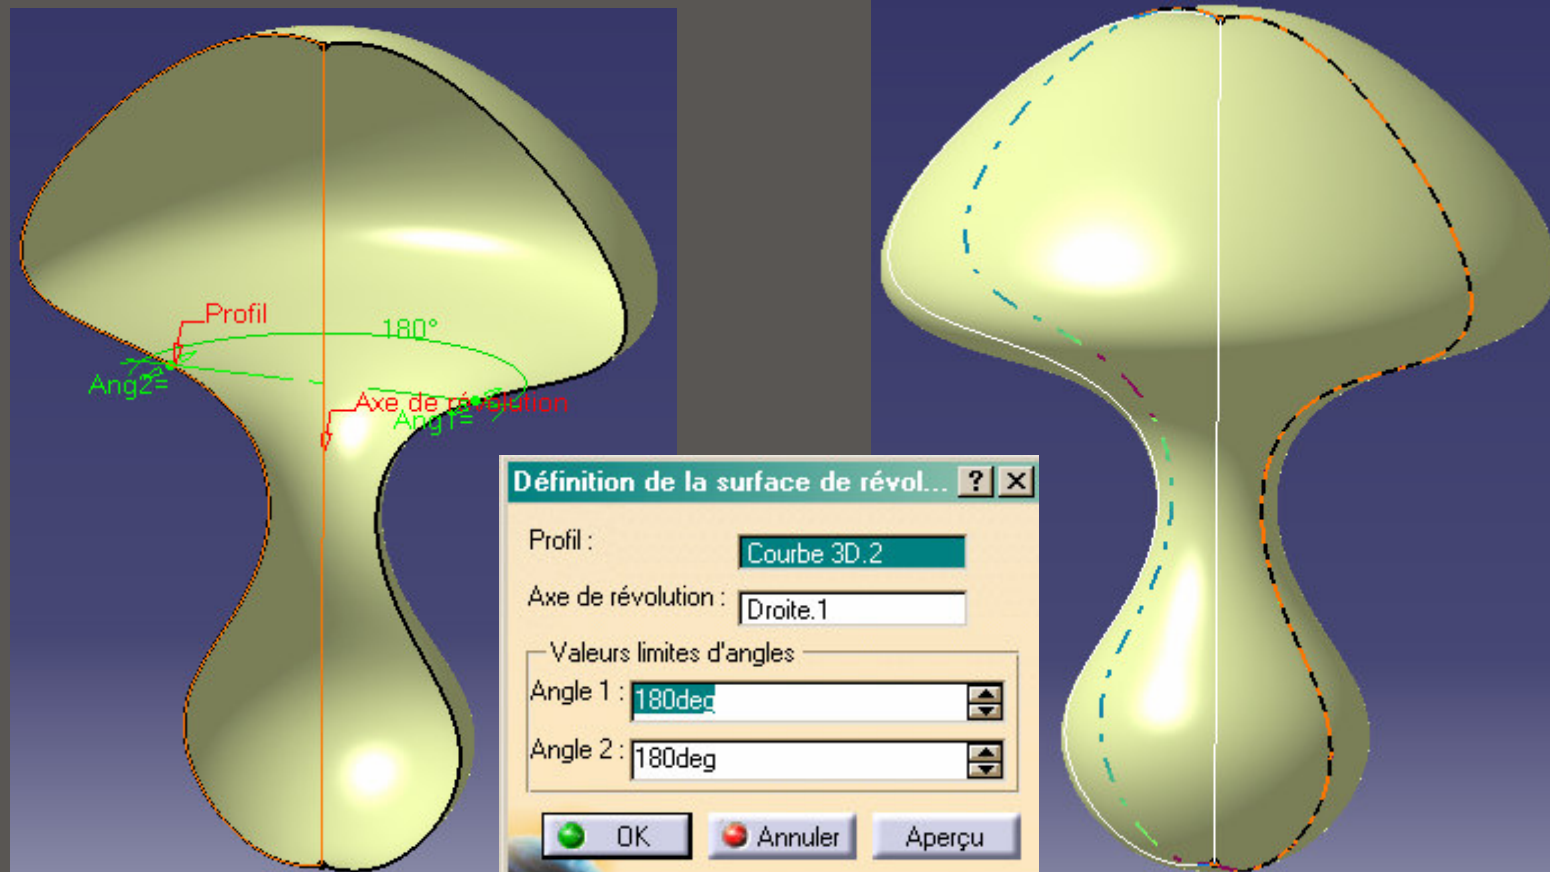 Profil
180°
Ang2=
Axe de révolution
Ang1=
Définition de la surface de révol... ?
Profil :
Courbe 3D.2
Axe de révolution :
Droite.1
Valeurs limites d'angles
Angle 1 : 180deg
Angle 2 : 180deg
OK Annuler Aperçu